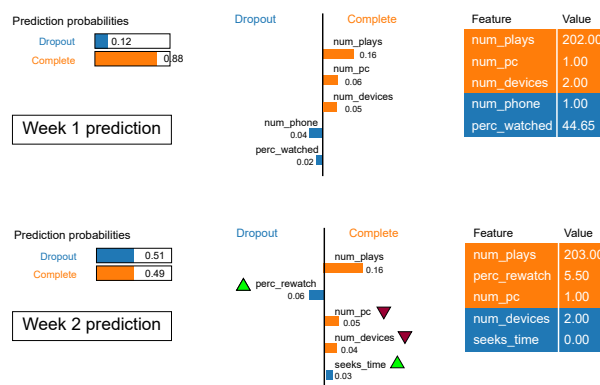 Prediction probabilities
Dropout 0.12
Complete 0.88
Week 1 prediction
Dropout Complete
num_plays
0.16
num_pc
0.06
num_devices
0.05
num_phone
0.04
perc_watched
0.02
Feature Value
num_plays 202.00
num_pc 1.00
num_devices 2.00
num_phone 1.00
perc_watched 44.65
Prediction probabilities
Dropout 0.51
Complete 0.49
Week 2 prediction
Dropout Complete
num_plays
0.16
perc_rewatch
0.06
num_pc
0.05
num_devices
0.04
seeks_time
0.03
Feature Value
num_plays 203.00
perc_rewatch 5.50
num_pc 1.00
num_devices 2.00
seeks_time 0.00